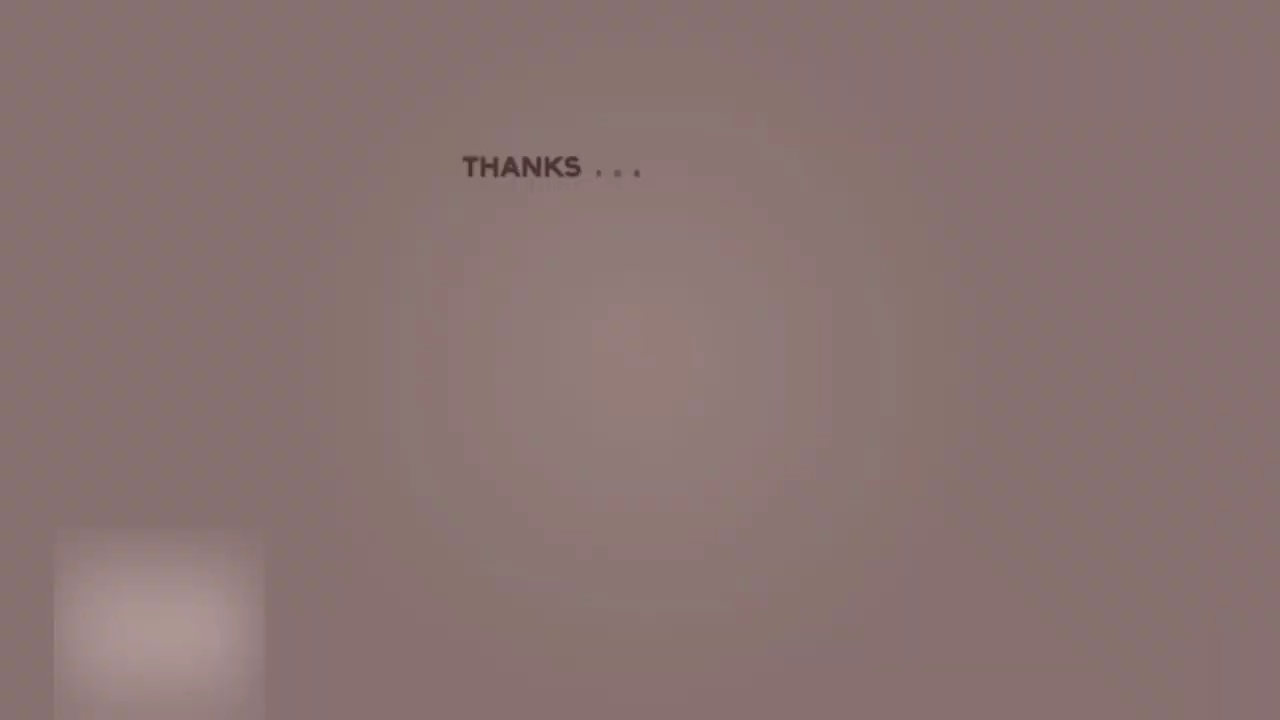 THANKS . . .